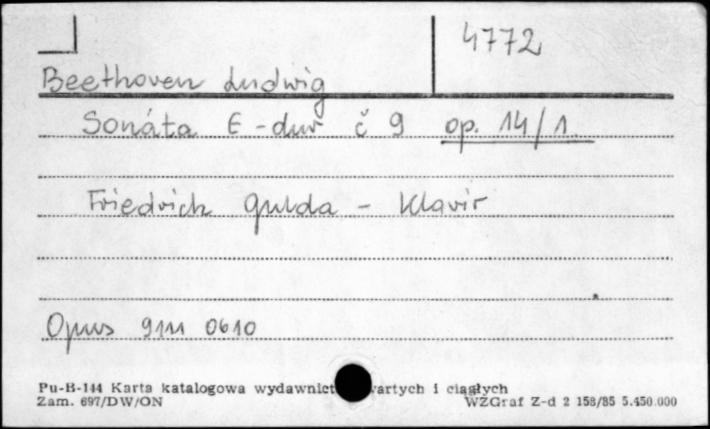 4772
Beethoven Ludwig
Sonáta E-dur č 9 op. 14/1.
Friedrich Gulda - klavír
Opus 9111 0610
Pu-B-144 Karta katalogowa wydawnict wartych i ciągłych
Zam. 697/DW/ON WZGraf Z-d 2 158/85 5.450.000